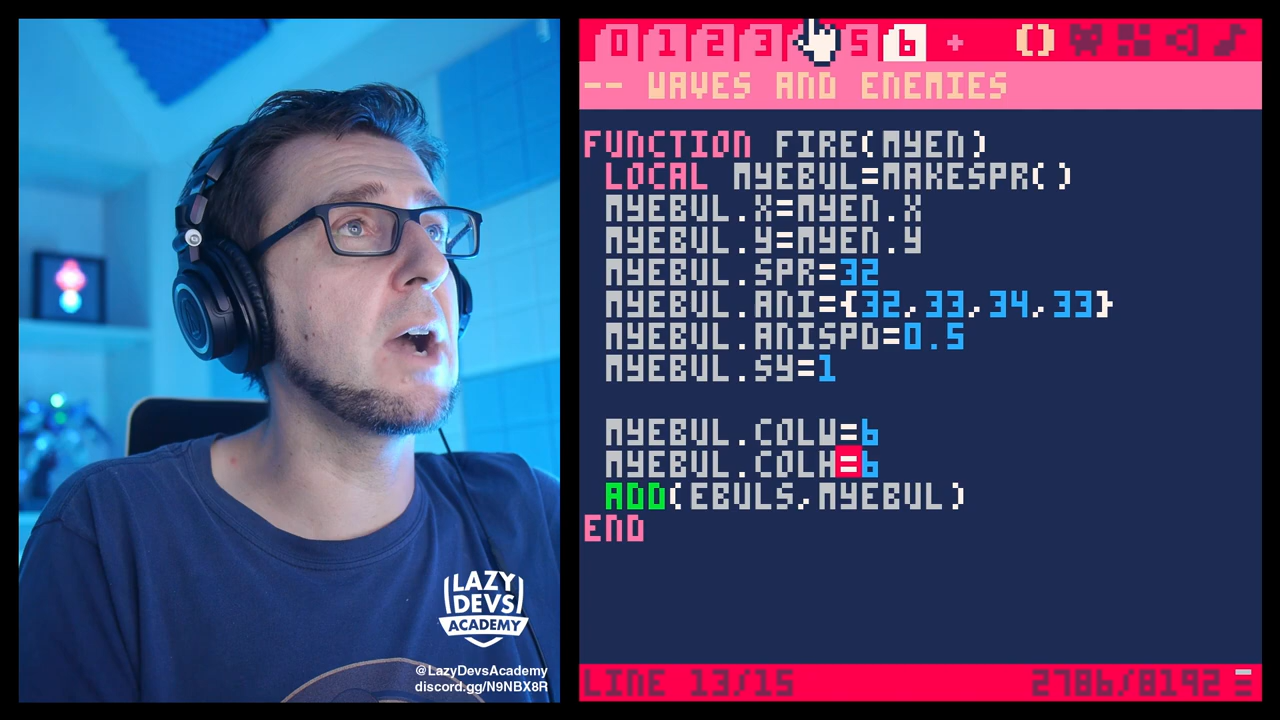 LAZY
DEVS
ACADEMY
@LazyDevsAcademy
discord.gg/N9NBX8R
0 1 2 3 5 6 +
-- WAVES AND ENEMIES
FUNCTION FIRE(MYEN)
LOCAL MYEBUL=MAKESPR()
MYEBUL.X=MYEN.X
MYEBUL.Y=MYEN.Y
MYEBUL.SPR=32
MYEBUL.ANI={32,33,34,33}
MYEBUL.ANISPD=0.5
MYEBUL.SY=1
MYEBUL.COLW=6
MYEBUL.COLH=6
ADD(EBULS,MYEBUL)
END
LINE 13/15
2786/8192